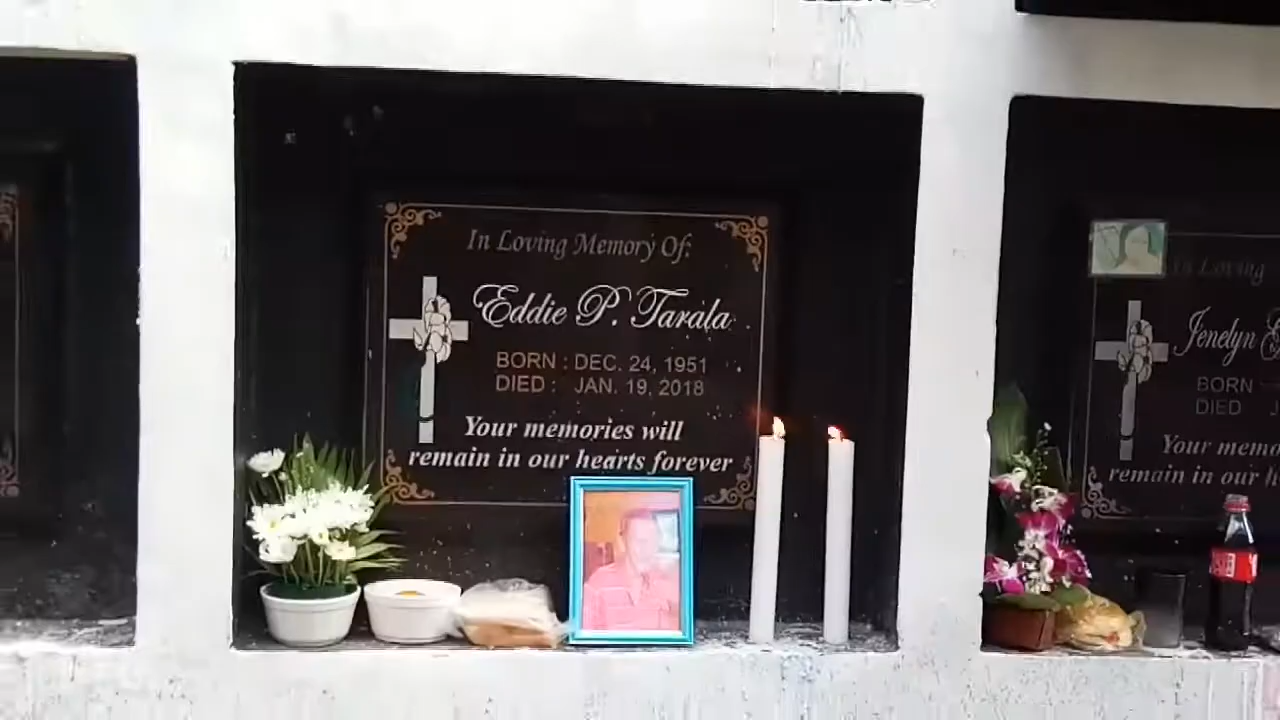 In Loving Memory Of:
Eddie P. Tarala
BORN : DEC. 24, 1951
DIED : JAN. 19, 2018
Your memories will
remain in our hearts forever
In Loving
Jenelyn
BORN
DIED
Your memo
remain in our h